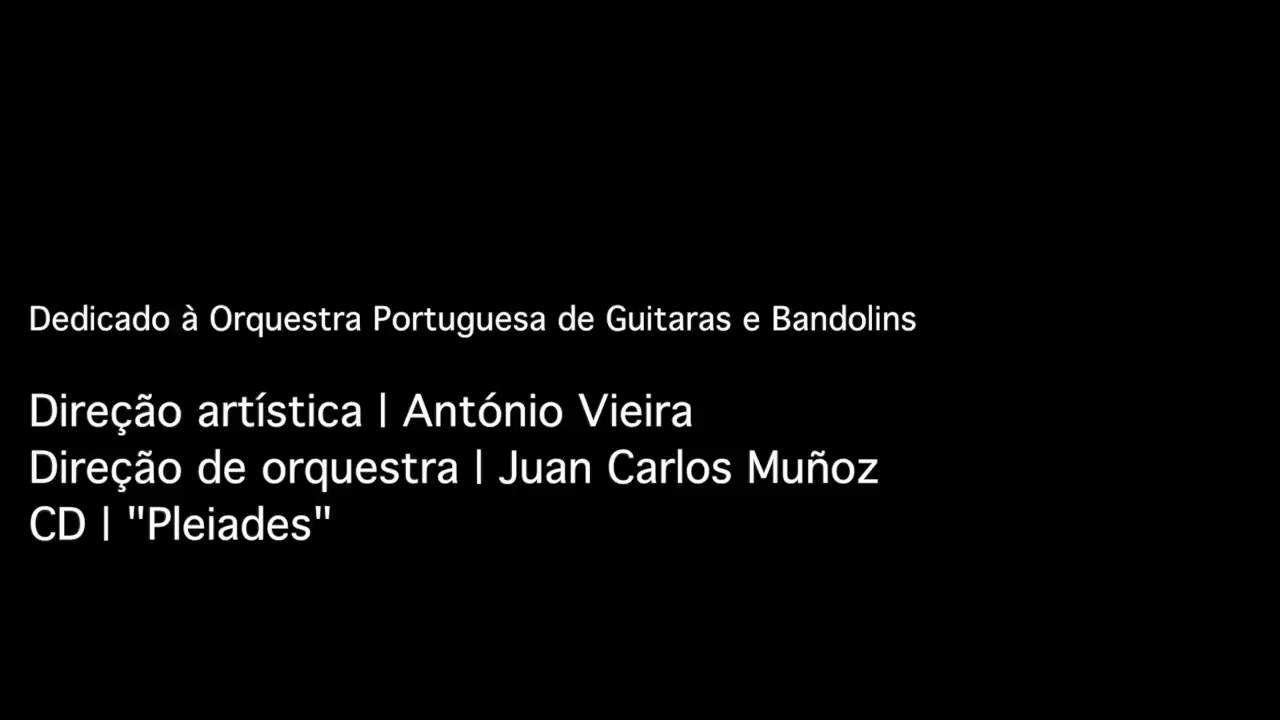 Dedicado à Orquestra Portuguesa de Guitaras e Bandolins
Direção artística | António Vieira
Direção de orquestra | Juan Carlos Muñoz
CD | "Pleiades"